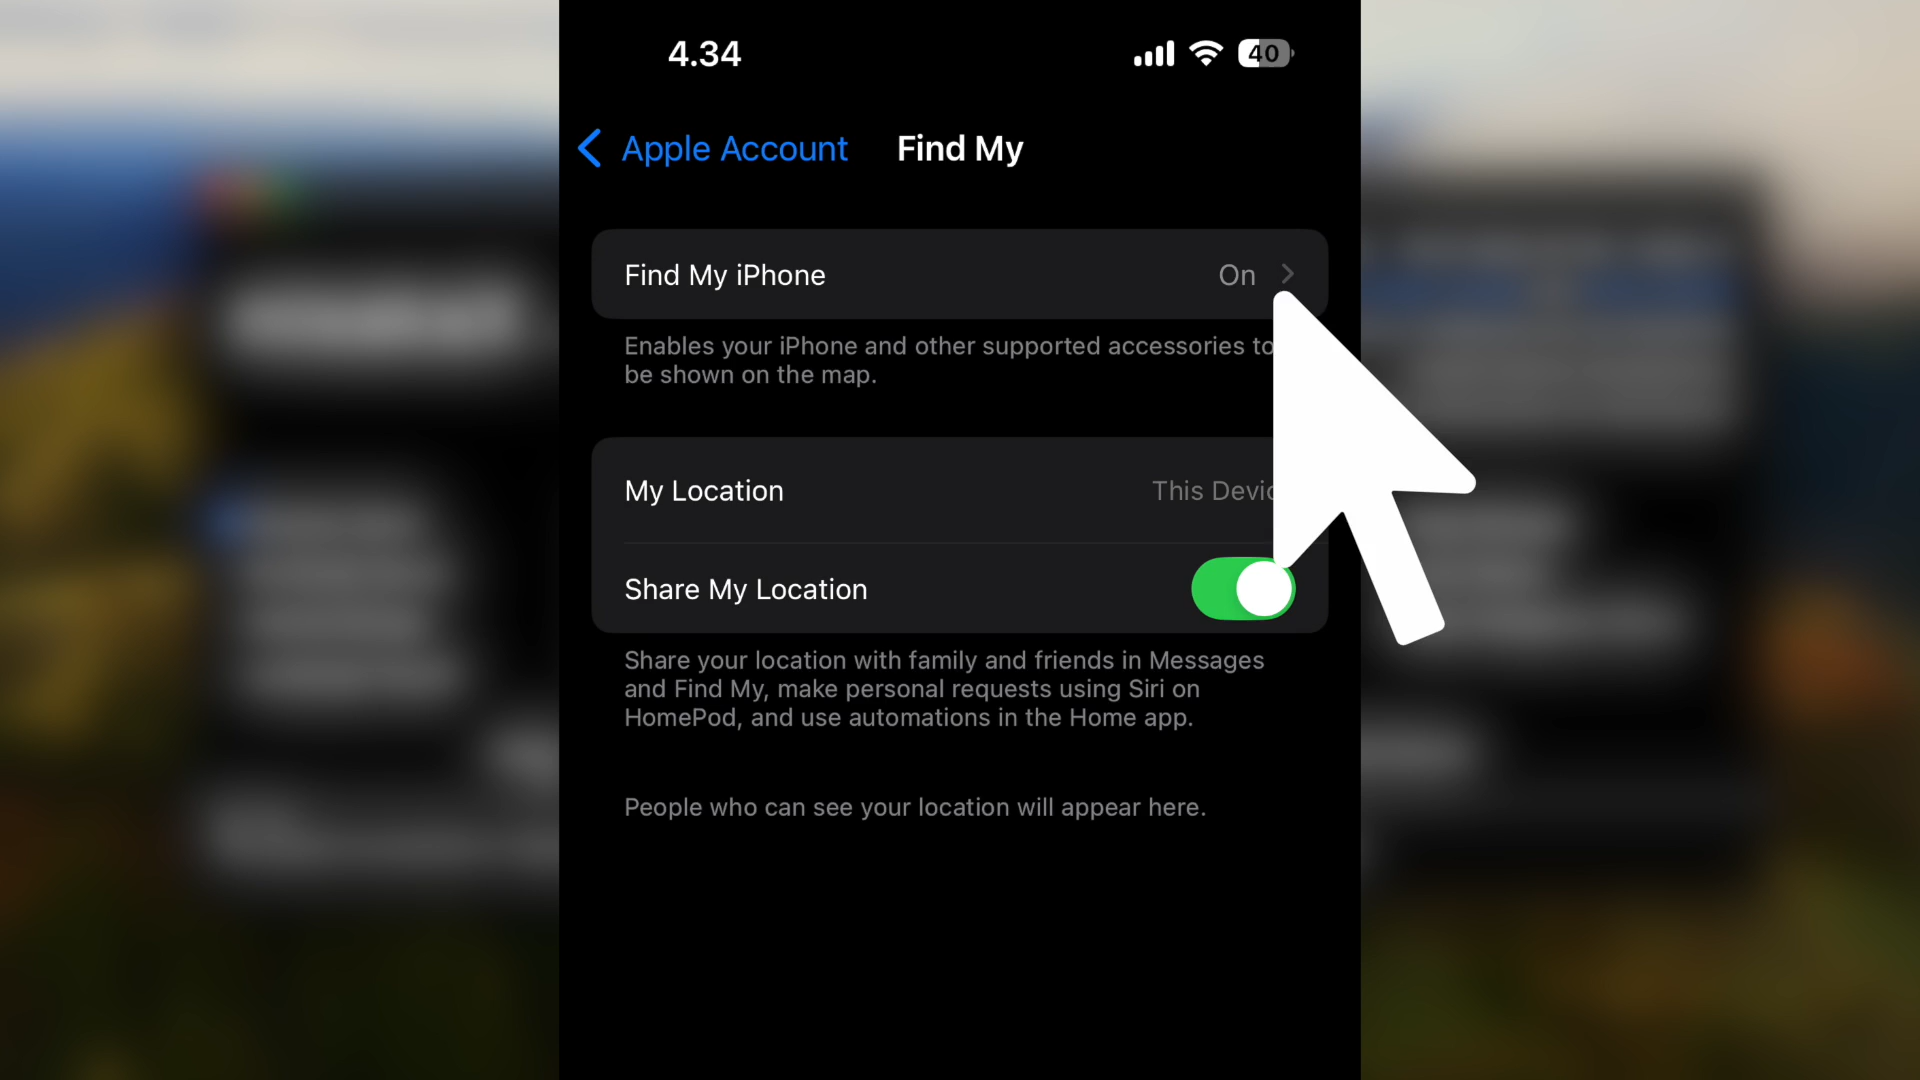 4.34
40
Apple Account
Find My
Find My iPhone
On
Enables your iPhone and other supported accessories to
be shown on the map.
My Location
This
Share My Location
Share your location with family and friends in Messages
and Find My, make personal requests using Siri on
HomePod, and use automations in the Home app.
People who can see your location will appear here.